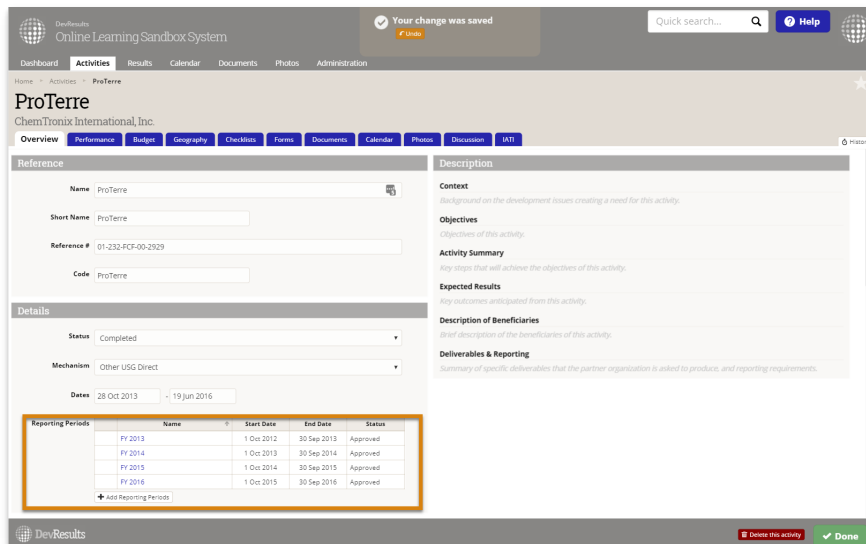 DevResults
Online Learning Sandbox System
Your change was saved
Undo
Quick search...
Help
Dashboard Activities Results Calendar Documents Photos Administration
Home Activities ProTerre
ProTerre
ChemTronix International, Inc.
Overview Performance Budget Geography Checklists Forms Documents Calendar Photos Discussion IATI
Histor
Reference
Name ProTerre
Short Name ProTerre
Reference # 01-232-FCF-00-2929
Code ProTerre
Details
Status Completed
Mechanism Other USG Direct
Dates 28 Oct 2013 - 19 Jun 2016
Reporting Periods Name Start Date End Date Status
FY 2013 1 Oct 2012 30 Sep 2013 Approved
FY 2014 1 Oct 2013 30 Sep 2014 Approved
FY 2015 1 Oct 2014 30 Sep 2015 Approved
FY 2016 1 Oct 2015 30 Sep 2016 Approved
+ Add Reporting Periods
Description
Context
Background on the development issues creating a need for this activity.
Objectives
Objectives of this activity.
Activity Summary
Key steps that will achieve the objectives of this activity.
Expected Results
Key outcomes anticipated from this activity.
Description of Beneficiaries
Brief description of the beneficiaries of this activity.
Deliverables & Reporting
Summary of specific deliverables that the partner organization is asked to produce, and reporting requirements.
DevResults
Delete this activity
Done